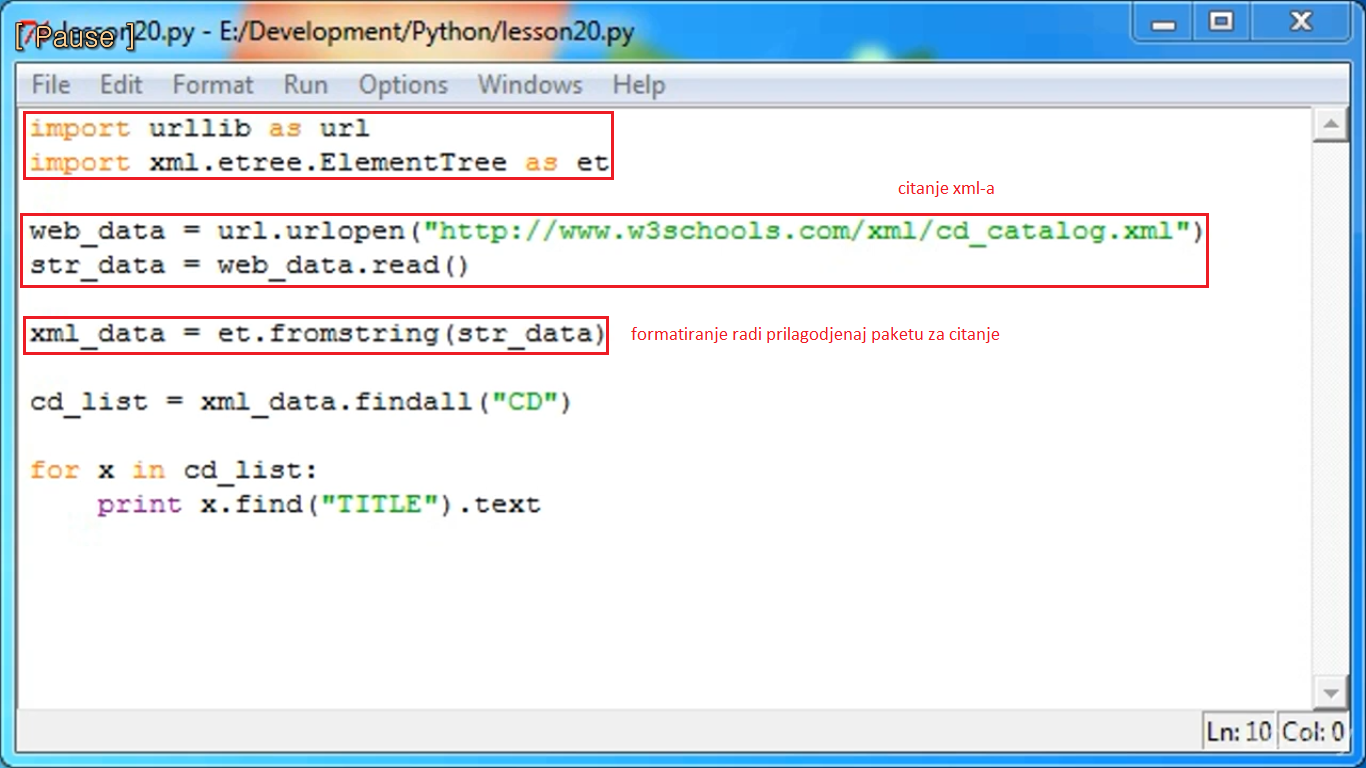 [ Pause ]
lesson20.py - E:/Development/Python/lesson20.py
File Edit Format Run Options Windows Help
import urllib as url
import xml.etree.ElementTree as et
citanje xml-a
web_data = url.urlopen("http://www.w3schools.com/xml/cd_catalog.xml")
str_data = web_data.read()
xml_data = et.fromstring(str_data)
formatiranje radi prilagodjenaj paketu za citanje
cd_list = xml_data.findall("CD")
for x in cd_list:
    print x.find("TITLE").text
Ln: 10 Col: 0